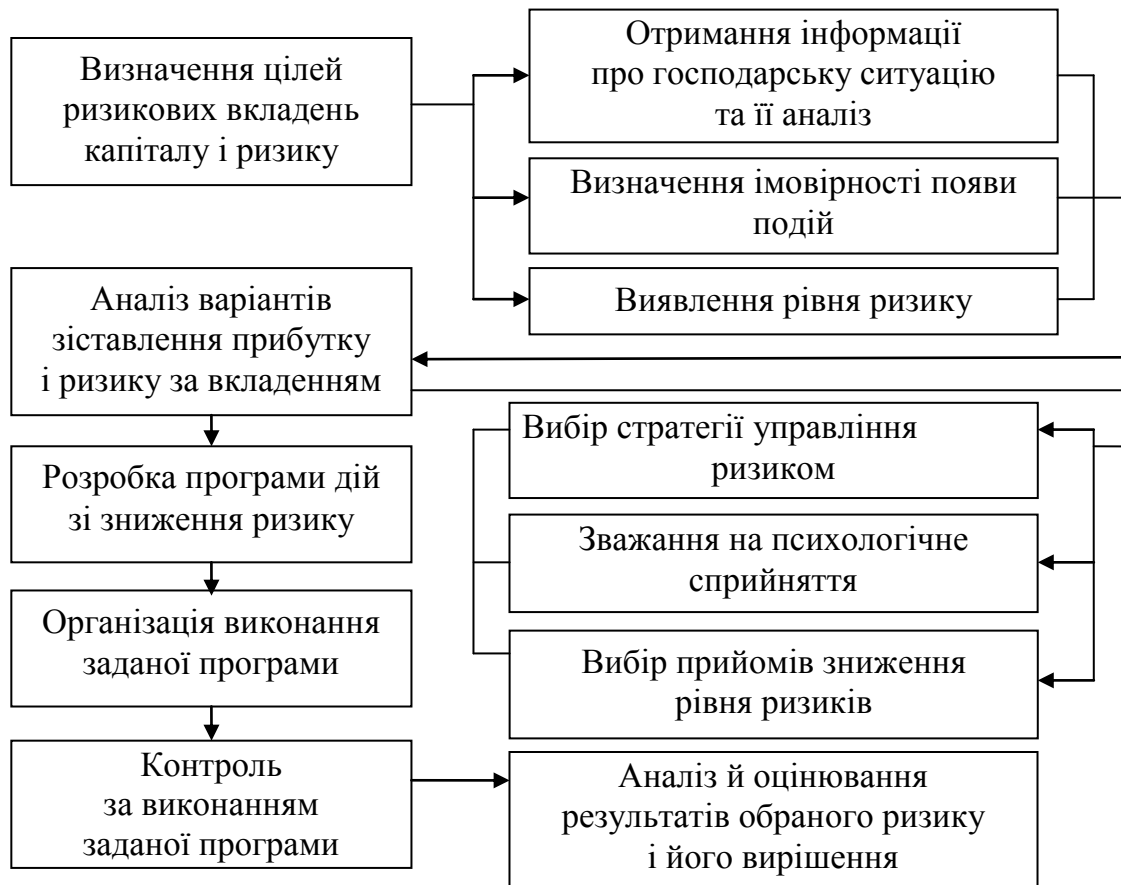 Визначення цілей
ризикових вкладень
капіталу і ризику
Отримання інформації
про господарську ситуацію
та її аналіз
Визначення імовірності появи
подій
Виявлення рівня ризику
Аналіз варіантів
зіставлення прибутку
і ризику за вкладенням
Розробка програми дій
зі зниження ризику
Організація виконання
заданої програми
Контроль
за виконанням
заданої програми
Вибір стратегії управління
ризиком
Зважання на психологічне
сприйняття
Вибір прийомів зниження
рівня ризиків
Аналіз й оцінювання
результатів обраного ризику
і його вирішення